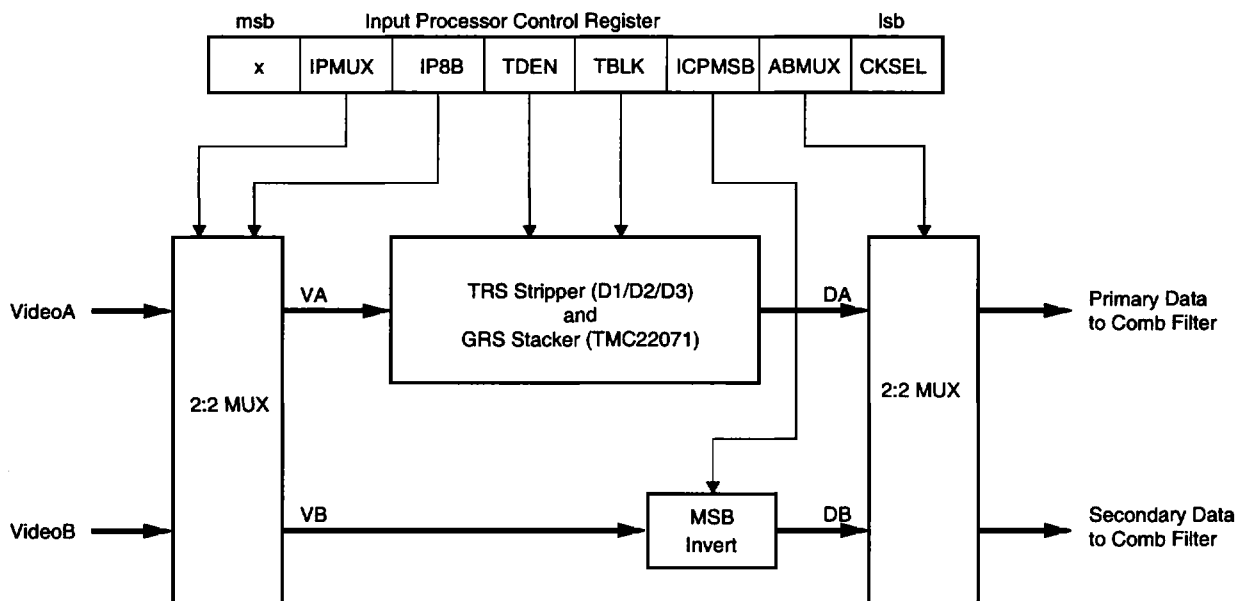 msb Input Processor Control Register lsb
x IPMUX IP8B TDEN TBLK ICPMSB ABMUX CKSEL
VideoA
VA
TRS Stripper (D1/D2/D3)
and
GRS Stacker (TMC22071)
DA
Primary Data
to Comb Filter
2:2 MUX
2:2 MUX
VideoB
VB
MSB
Invert
DB
Secondary Data
to Comb Filter